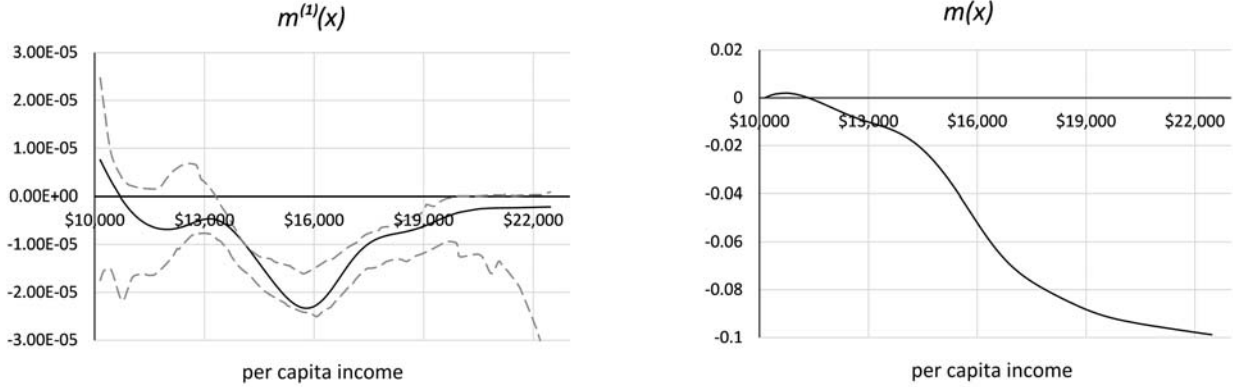 m(1)(x)
3.00E-05
2.00E-05
1.00E-05
0.00E+00
$10,000 $13,000 $16,000 $19,000 $22,000
-1.00E-05
-2.00E-05
-3.00E-05
per capita income
m(x)
0.02
0
$10,000 $13,000 $16,000 $19,000 $22,000
-0.02
-0.04
-0.06
-0.08
-0.1
per capita income